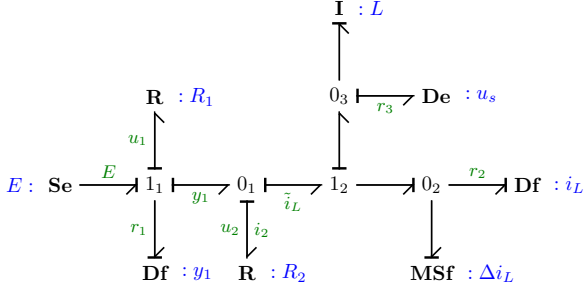 I : L
R : R₁
0₃
r₃
De : uₛ
u₁
E : Se
E
1₁
y₁
0₁
ĩ_L
1₂
0₂
r₂
Df : i_L
r₁
u₂
i₂
Df : y₁
R : R₂
MSf : Δi_L